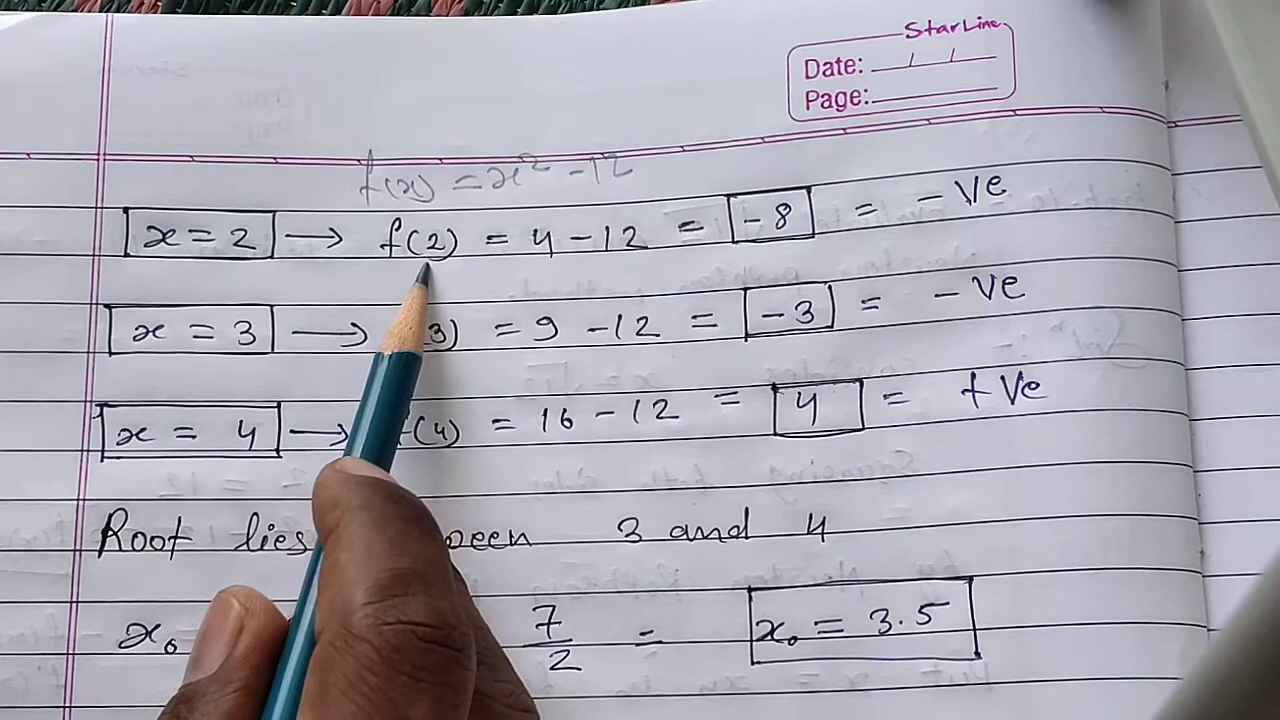 StarLine
Date: / /
Page:
f(x) = x² - 12
x = 2 → f(2) = 4 - 12 = -8 = -Ve
x = 3 → 3) = 9 - 12 = -3 = -Ve
x = 4 → f(4) = 16 - 12 = 4 = +Ve
Root lies 3 and 4
x₀ 7/2 = x₀ = 3.5